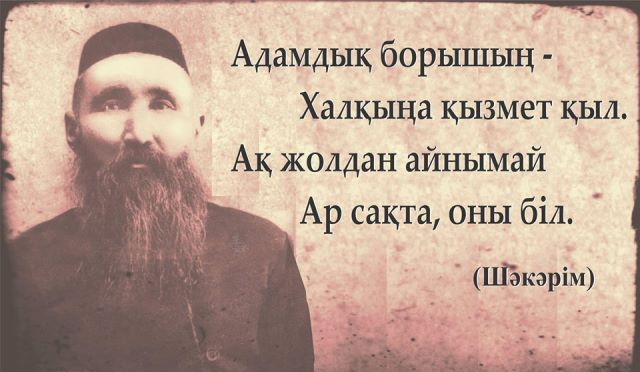 Адамдық борышың -
Халқыңа қызмет қыл.
Ақ жолдан айнымай
Ар сақта, оны біл.
(Шәкәрім)